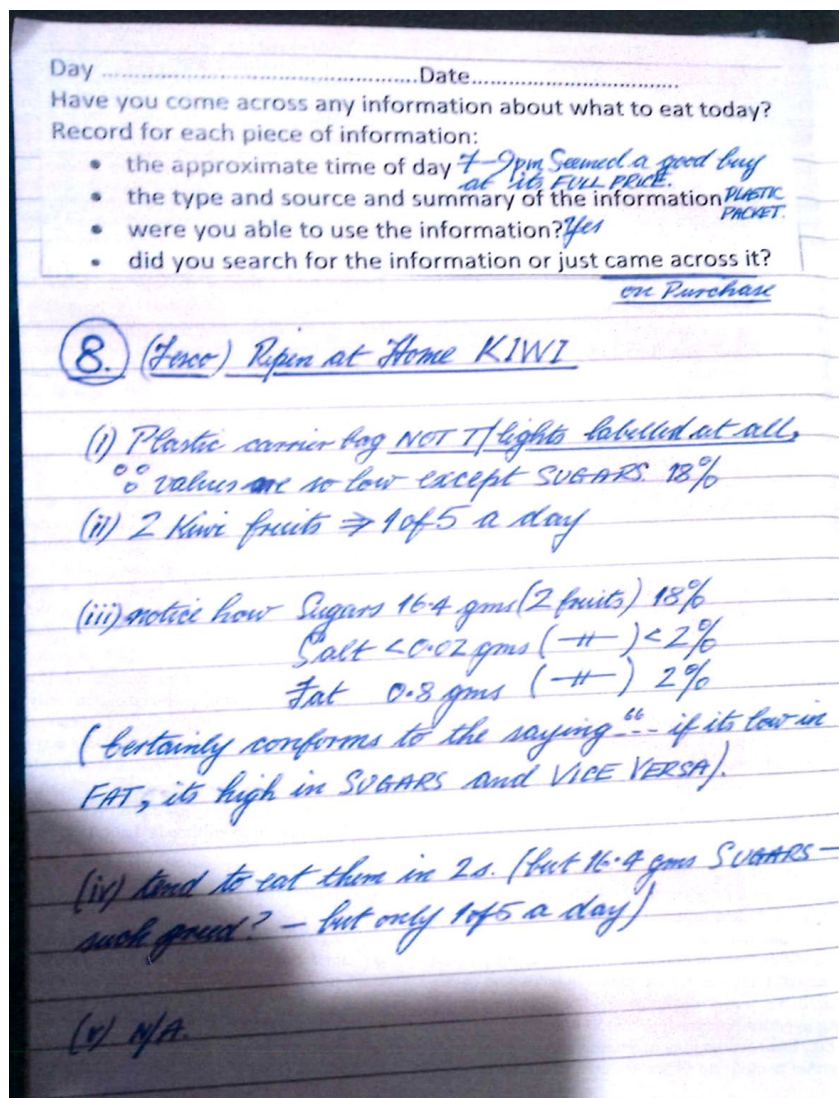 Day ..............................................Date..............................
Have you come across any information about what to eat today?
Record for each piece of information:
• the approximate time of day 7-9pm Seemed a good buy
at its FULL PRICE.
• the type and source and summary of the information PLASTIC
PACKET.
• were you able to use the information? Yes
• did you search for the information or just came across it?
on Purchase
8. (Tesco) Ripen at Home KIWI
(i) Plastic carrier bag NOT T/lights labelled at all,
∵ values are so low except SUGARS. 18%
(ii) 2 Kiwi fruits ⇒ 1 of 5 a day
(iii) notice how Sugars 16.4 gms (2 fruits) 18%
Salt <0.02 gms ( –〃– ) < 2%
Fat 0.8 gms ( –〃– ) 2%
(Certainly conforms to the saying "... if its low in
FAT, its high in SUGARS and VICE VERSA).
(iv) tend to eat them in 2s. (but 16.4 gms SUGARS –
such greed? – but only 1 of 5 a day)
(v) N/A.